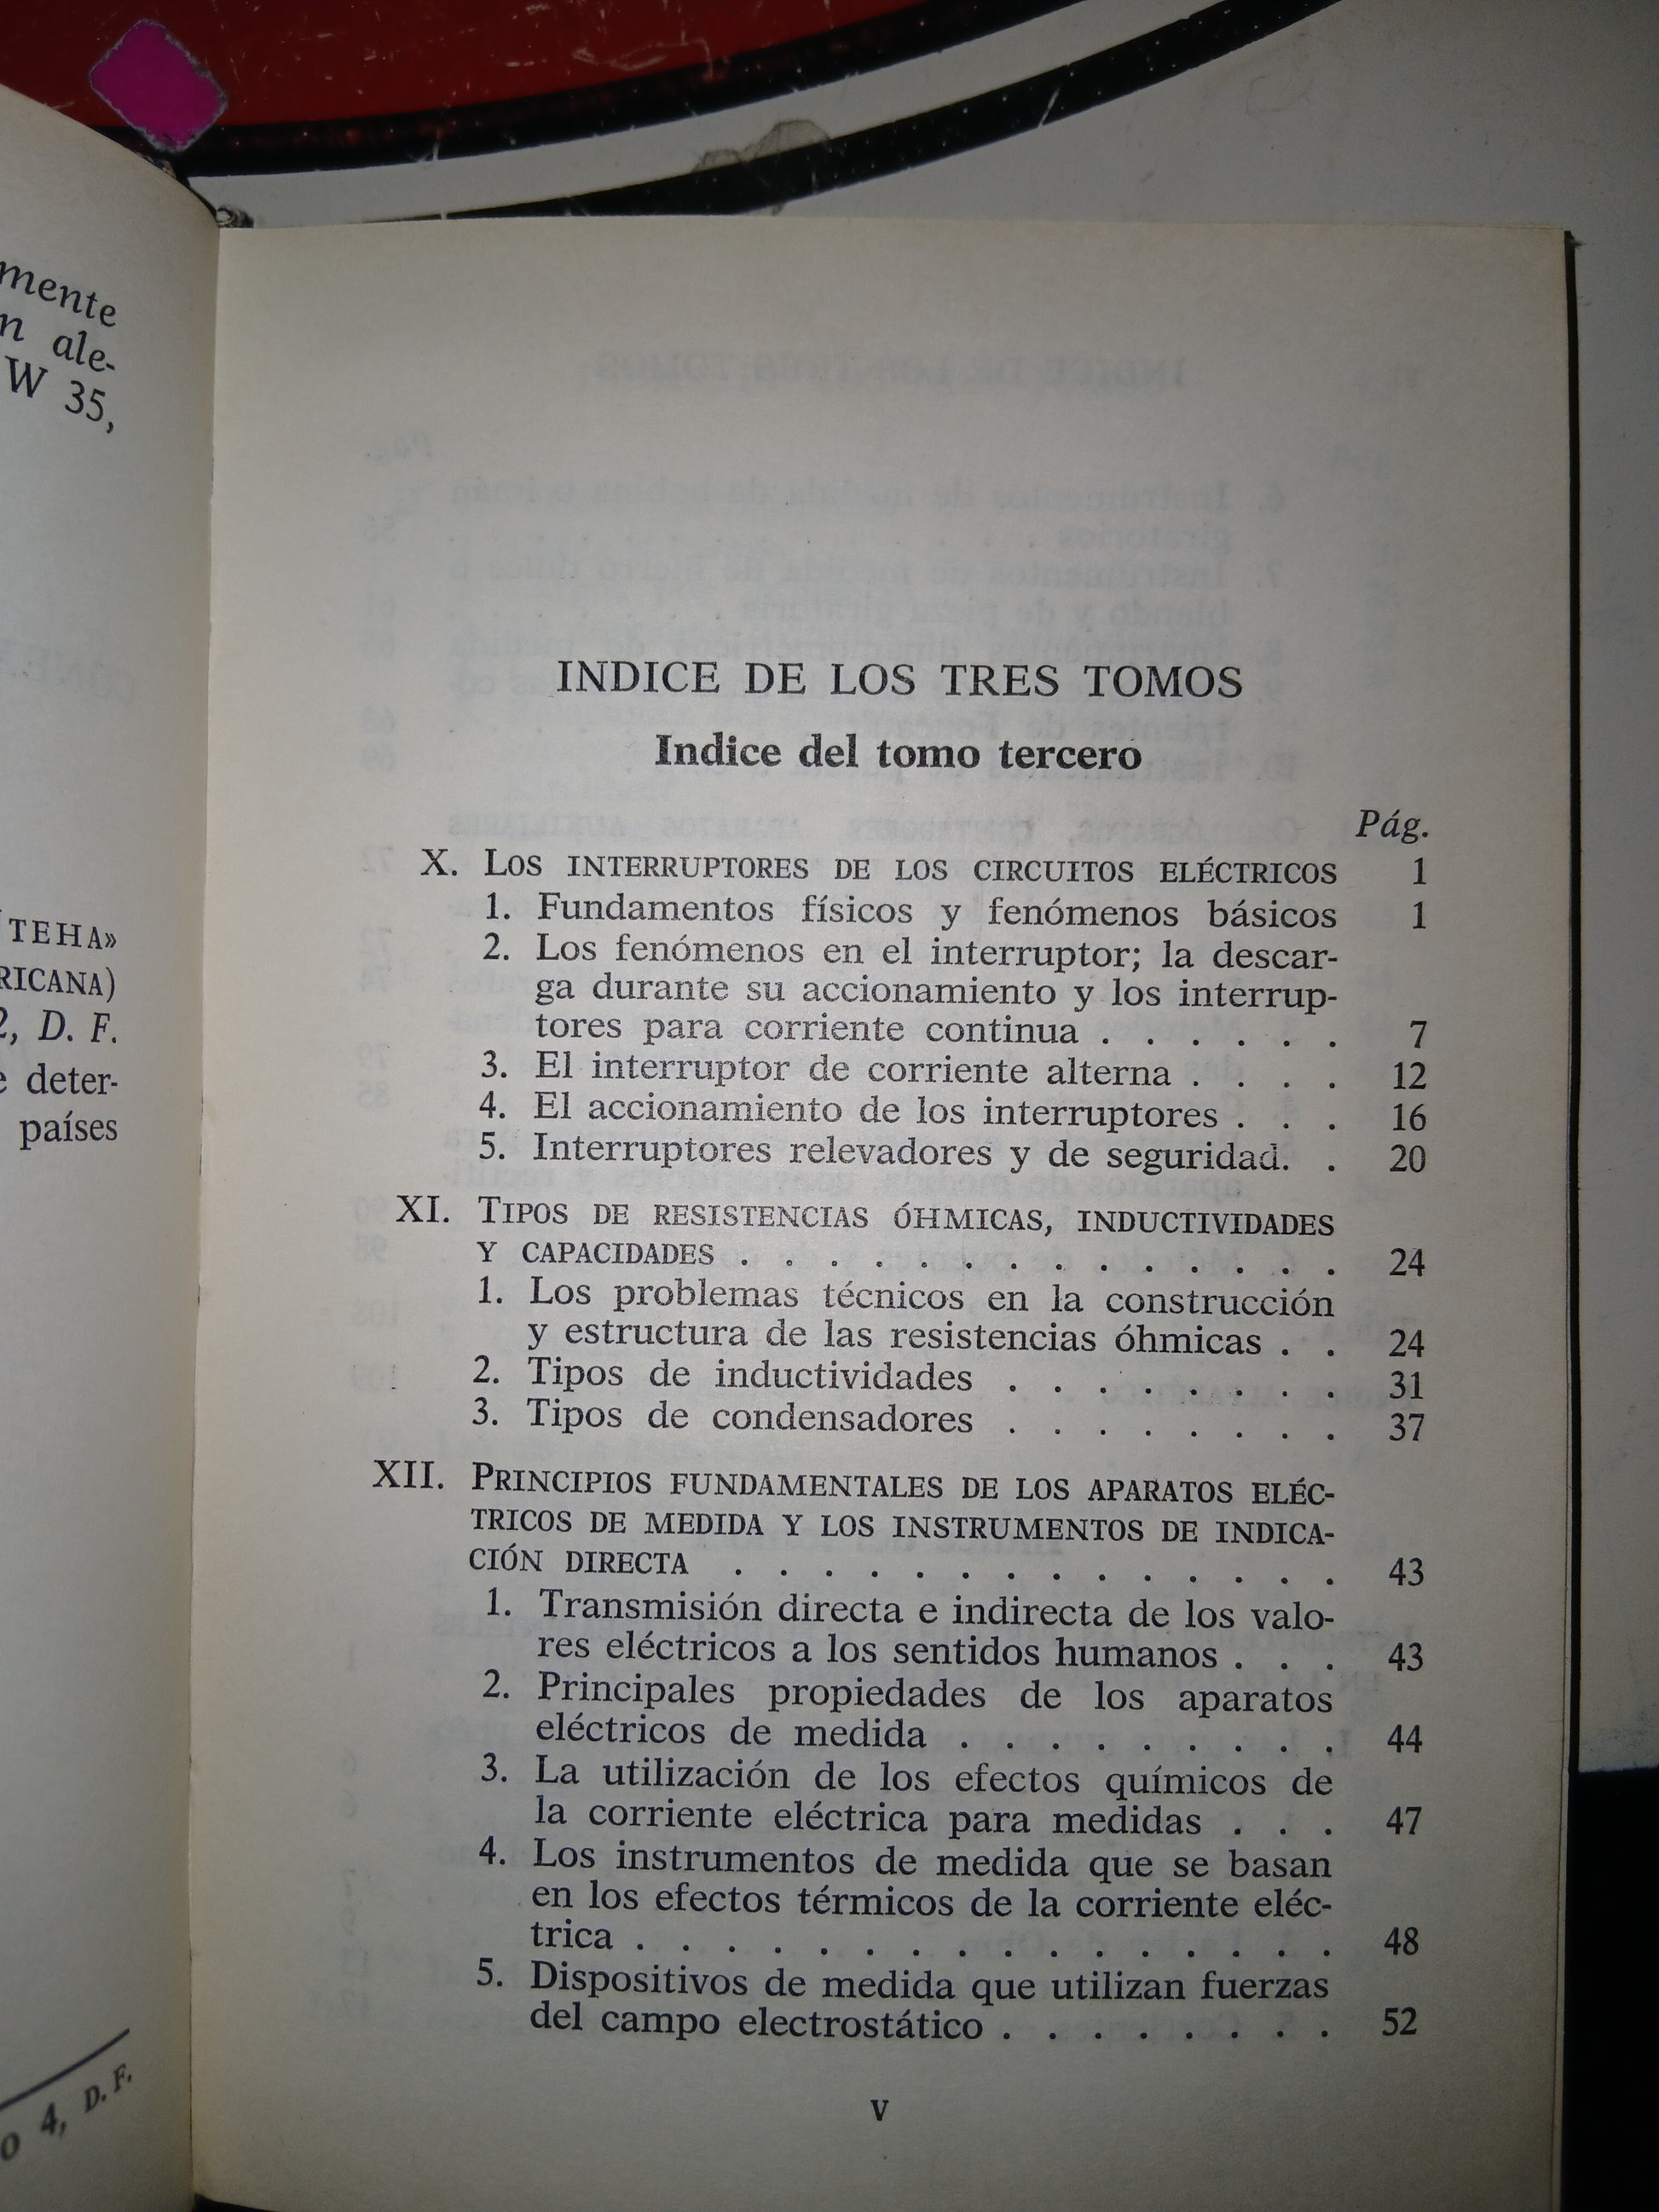 mente
n ale-
W 35,
TEHA»
RICANA)
2, D. F.
e deter-
países
O 4, D. F.
INDICE DE LOS TRES TOMOS
Indice del tomo tercero
Pág.
X. LOS INTERRUPTORES DE LOS CIRCUITOS ELÉCTRICOS 1
1. Fundamentos físicos y fenómenos básicos 1
2. Los fenómenos en el interruptor; la descar-
ga durante su accionamiento y los interrup-
tores para corriente continua . . . . . . 7
3. El interruptor de corriente alterna . . . . 12
4. El accionamiento de los interruptores . . . 16
5. Interruptores relevadores y de seguridad. . 20
XI. TIPOS DE RESISTENCIAS ÓHMICAS, INDUCTIVIDADES
Y CAPACIDADES . . . . . . . . . . . . . . 24
1. Los problemas técnicos en la construcción
y estructura de las resistencias óhmicas . . 24
2. Tipos de inductividades . . . . . . . . 31
3. Tipos de condensadores . . . . . . . . 37
XII. PRINCIPIOS FUNDAMENTALES DE LOS APARATOS ELÉC-
TRICOS DE MEDIDA Y LOS INSTRUMENTOS DE INDICA-
CIÓN DIRECTA . . . . . . . . . . . . . . 43
1. Transmisión directa e indirecta de los valo-
res eléctricos a los sentidos humanos . . . 43
2. Principales propiedades de los aparatos
eléctricos de medida . . . . . . . . . 44
3. La utilización de los efectos químicos de
la corriente eléctrica para medidas . . . 47
4. Los instrumentos de medida que se basan
en los efectos térmicos de la corriente eléc-
trica . . . . . . . . . . . . . . . . 48
5. Dispositivos de medida que utilizan fuerzas
del campo electrostático . . . . . . . . 52
V